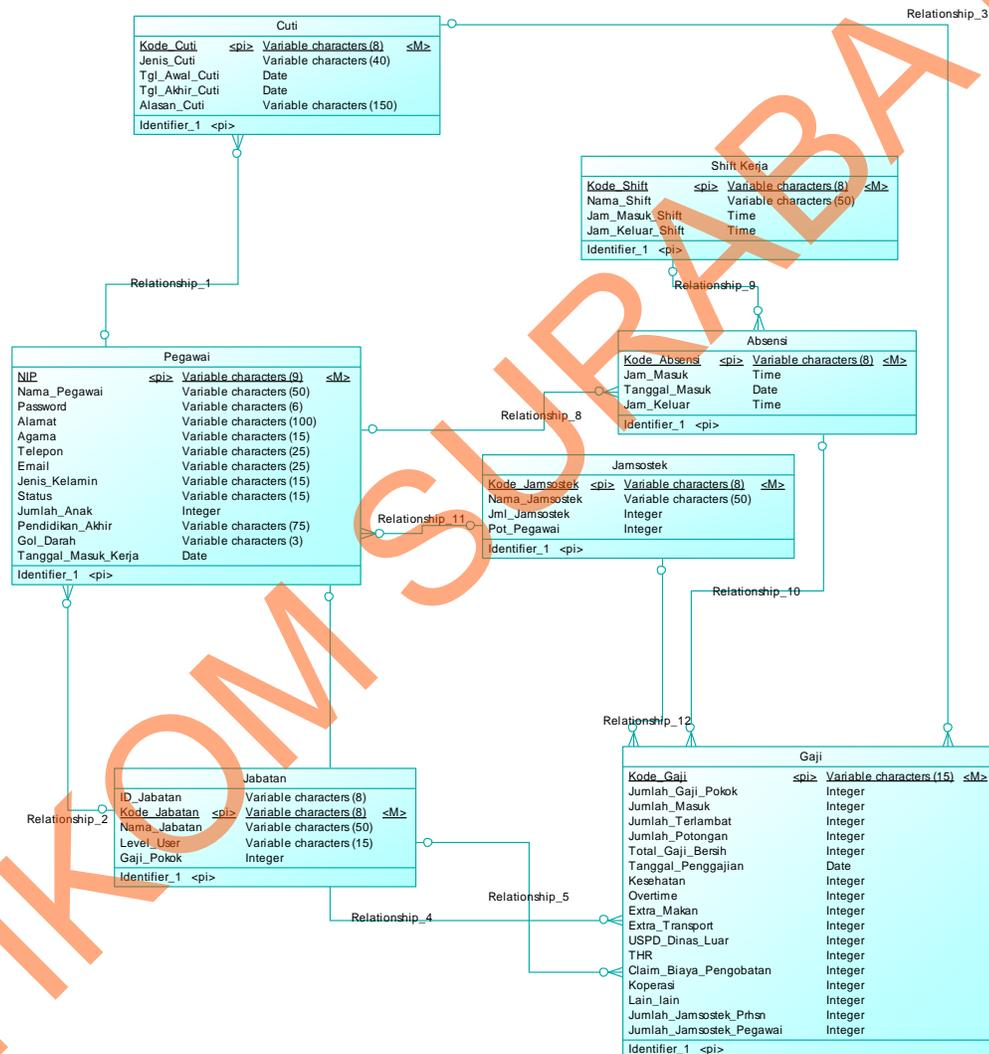 Relationship_3
Cuti
Kode_Cuti <pi> Variable characters (8) <M>
Jenis_Cuti Variable characters (40)
Tgl_Awal_Cuti Date
Tgl_Akhir_Cuti Date
Alasan_Cuti Variable characters (150)
Identifier_1 <pi>
Shift Kerja
Kode_Shift <pi> Variable characters (8) <M>
Nama_Shift Variable characters (50)
Jam_Masuk_Shift Time
Jam_Keluar_Shift Time
Identifier_1 <pi>
Relationship_1
Relationship_9
Absensi
Kode_Absensi <pi> Variable characters (8) <M>
Jam_Masuk Time
Tanggal_Masuk Date
Jam_Keluar Time
Identifier_1 <pi>
Pegawai
NIP <pi> Variable characters (9) <M>
Nama_Pegawai Variable characters (50)
Password Variable characters (6)
Alamat Variable characters (100)
Agama Variable characters (15)
Telepon Variable characters (25)
Email Variable characters (25)
Jenis_Kelamin Variable characters (15)
Status Variable characters (15)
Jumlah_Anak Integer
Pendidikan_Akhir Variable characters (75)
Gol_Darah Variable characters (3)
Tanggal_Masuk_Kerja Date
Identifier_1 <pi>
Relationship_8
Jamsostek
Kode_Jamsostek <pi> Variable characters (8) <M>
Nama_Jamsostek Variable characters (50)
Jml_Jamsostek Integer
Pot_Pegawai Integer
Identifier_1 <pi>
Relationship_11
Relationship_10
Relationship_12
Jabatan
ID_Jabatan Variable characters (8)
Kode_Jabatan <pi> Variable characters (8) <M>
Nama_Jabatan Variable characters (50)
Level_User Variable characters (15)
Gaji_Pokok Integer
Identifier_1 <pi>
Relationship_2
Relationship_5
Relationship_4
Gaji
Kode_Gaji <pi> Variable characters (15) <M>
Jumlah_Gaji_Pokok Integer
Jumlah_Masuk Integer
Jumlah_Terlambat Integer
Jumlah_Potongan Integer
Total_Gaji_Bersih Integer
Tanggal_Penggajian Date
Kesehatan Integer
Overtime Integer
Extra_Makan Integer
Extra_Transport Integer
USPD_Dinas_Luar Integer
THR Integer
Claim_Biaya_Pengobatan Integer
Koperasi Integer
Lain_lain Integer
Jumlah_Jamsostek_Prhsn Integer
Jumlah_Jamsostek_Pegawai Integer
Identifier_1 <pi>
IKOM SURABA